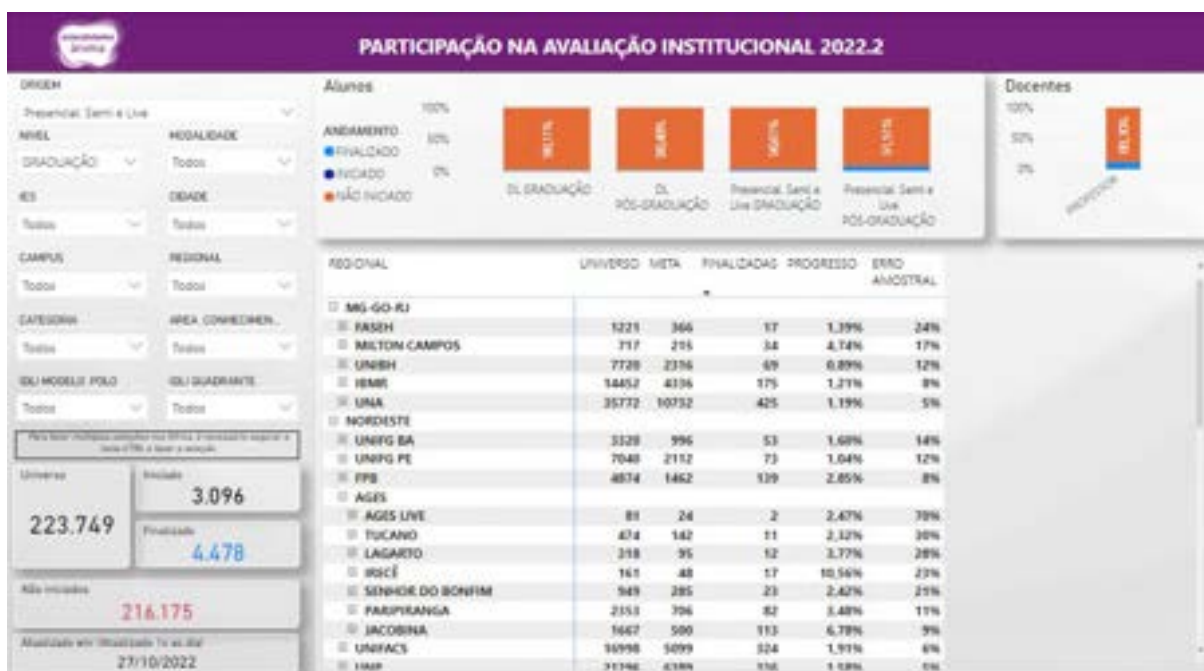 PARTICIPAÇÃO NA AVALIAÇÃO INSTITUCIONAL 2022.2
ORIGEM
Presencial, Semi e Live
NIVEL
MODALIDADE
GRADUAÇÃO
Todos
IES
CIDADE
Todos
Todos
CAMPUS
REGIONAL
Todos
Todos
CATEGORIA
AREA_CONHECIMEN...
Todos
Todos
IDLI MODELO_POLO
IDLI QUADRANTE
Todos
Todos
Universo
223.749
Iniciado
3.096
Finalizado
4.478
Não iniciados
216.175
27/10/2022
Alunos
ANDAMENTO
FINALIZADO
INICIADO
NÃO INICIADO
100%
50%
0%
DL GRADUAÇÃO
DL PÓS-GRADUAÇÃO
Presencial, Semi e Live GRADUAÇÃO
Presencial, Semi e Live PÓS-GRADUAÇÃO
Docentes
100%
50%
0%
PROFESSOR
REGIONAL UNIVERSO META FINALIZADAS PROGRESSO ERRO AMOSTRAL
MG-GO-RJ
FASEH 1221 366 17 1,39% 24%
MILTON CAMPOS 717 215 34 4,74% 17%
UNIBH 7720 2316 69 0,89% 12%
IBMR 14452 4336 175 1,21% 8%
UNA 35772 10732 425 1,19% 5%
NORDESTE
UNIFG BA 3320 996 53 1,60% 14%
UNIFG PE 7040 2112 73 1,04% 12%
FPB 4874 1462 139 2,85% 8%
AGES
AGES LIVE 81 24 2 2,47% 70%
TUCANO 474 142 11 2,32% 30%
LAGARTO 318 95 12 3,77% 28%
IRECÊ 161 48 17 10,56% 23%
SENHOR DO BONFIM 949 285 23 2,42% 21%
PARIPIRANGA 2353 706 82 3,48% 11%
JACOBINA 1667 500 113 6,78% 9%
UNIFACS 16998 5099 324 1,91% 6%